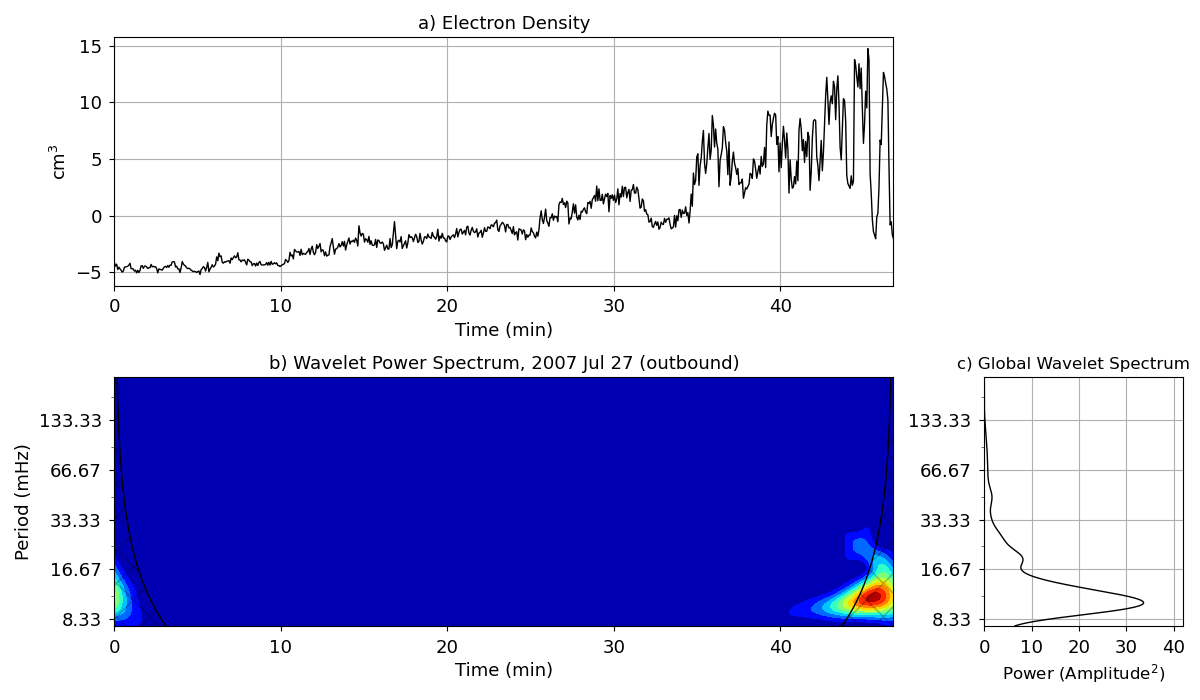 a) Electron Density
15
10
5
0
−5
cm³
0 10 20 30 40
Time (min)
b) Wavelet Power Spectrum, 2007 Jul 27 (outbound)
133.33
66.67
33.33
16.67
8.33
Period (mHz)
0 10 20 30 40
Time (min)
c) Global Wavelet Spectrum
133.33
66.67
33.33
16.67
8.33
0 10 20 30 40
Power (Amplitude²)